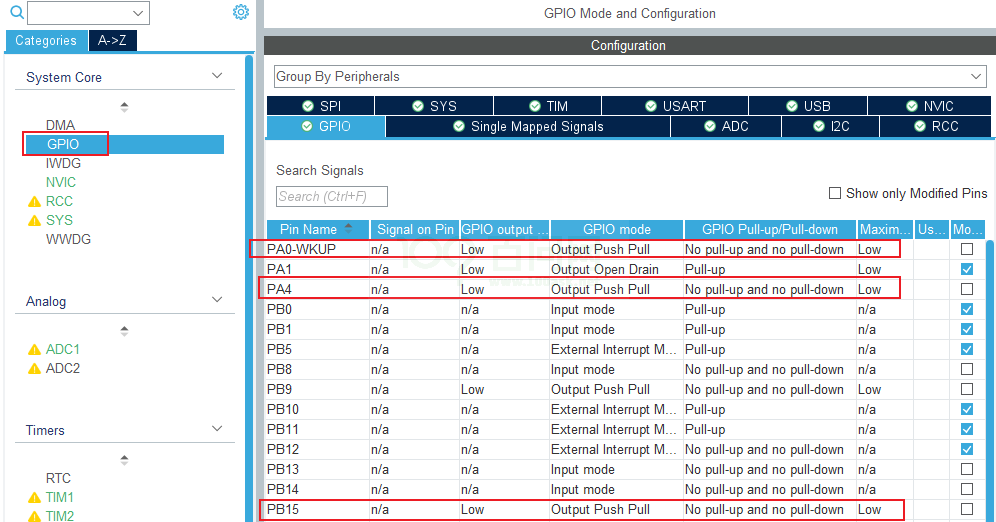 GPIO Mode and Configuration
Categories
A->Z
Configuration
Group By Peripherals
System Core
SPI
SYS
TIM
USART
USB
NVIC
GPIO
Single Mapped Signals
ADC
I2C
RCC
DMA
GPIO
IWDG
NVIC
RCC
SYS
WWDG
Search Signals
Search (Ctrl+F)
Show only Modified Pins
Pin Name Signal on Pin GPIO output ... GPIO mode GPIO Pull-up/Pull-down Maxim... Us... Mo...
PA0-WKUP n/a Low Output Push Pull No pull-up and no pull-down Low
PA1 n/a Low Output Open Drain Pull-up Low
PA4 n/a Low Output Push Pull No pull-up and no pull-down Low
PB0 n/a n/a Input mode Pull-up n/a
PB1 n/a n/a Input mode Pull-up n/a
PB5 n/a n/a External Interrupt M... Pull-up n/a
PB8 n/a n/a Input mode No pull-up and no pull-down n/a
PB9 n/a Low Output Push Pull No pull-up and no pull-down Low
PB10 n/a n/a External Interrupt M... Pull-up n/a
PB11 n/a n/a External Interrupt M... Pull-up n/a
PB12 n/a n/a External Interrupt M... No pull-up and no pull-down n/a
PB13 n/a n/a Input mode No pull-up and no pull-down n/a
PB14 n/a n/a Input mode No pull-up and no pull-down n/a
PB15 n/a Low Output Push Pull No pull-up and no pull-down Low
Analog
ADC1
ADC2
Timers
RTC
TIM1
TIM2